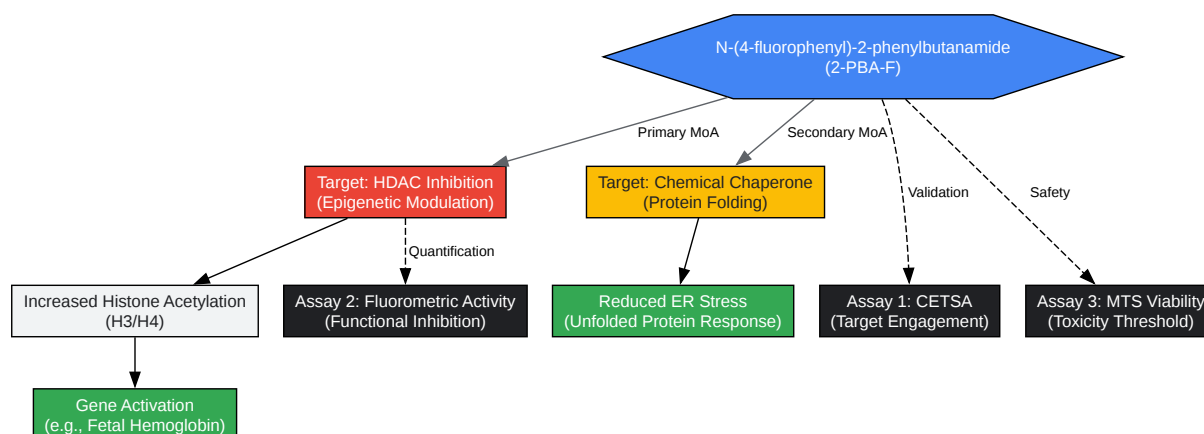 N-(4-fluorophenyl)-2-phenylbutanamide
(2-PBA-F)
Primary MoA
Secondary MoA
Target: HDAC Inhibition
(Epigenetic Modulation)
Target: Chemical Chaperone
(Protein Folding)
Validation
Safety
Quantification
Increased Histone Acetylation
(H3/H4)
Assay 2: Fluorometric Activity
(Functional Inhibition)
Reduced ER Stress
(Unfolded Protein Response)
Assay 1: CETSA
(Target Engagement)
Assay 3: MTS Viability
(Toxicity Threshold)
Gene Activation
(e.g., Fetal Hemoglobin)